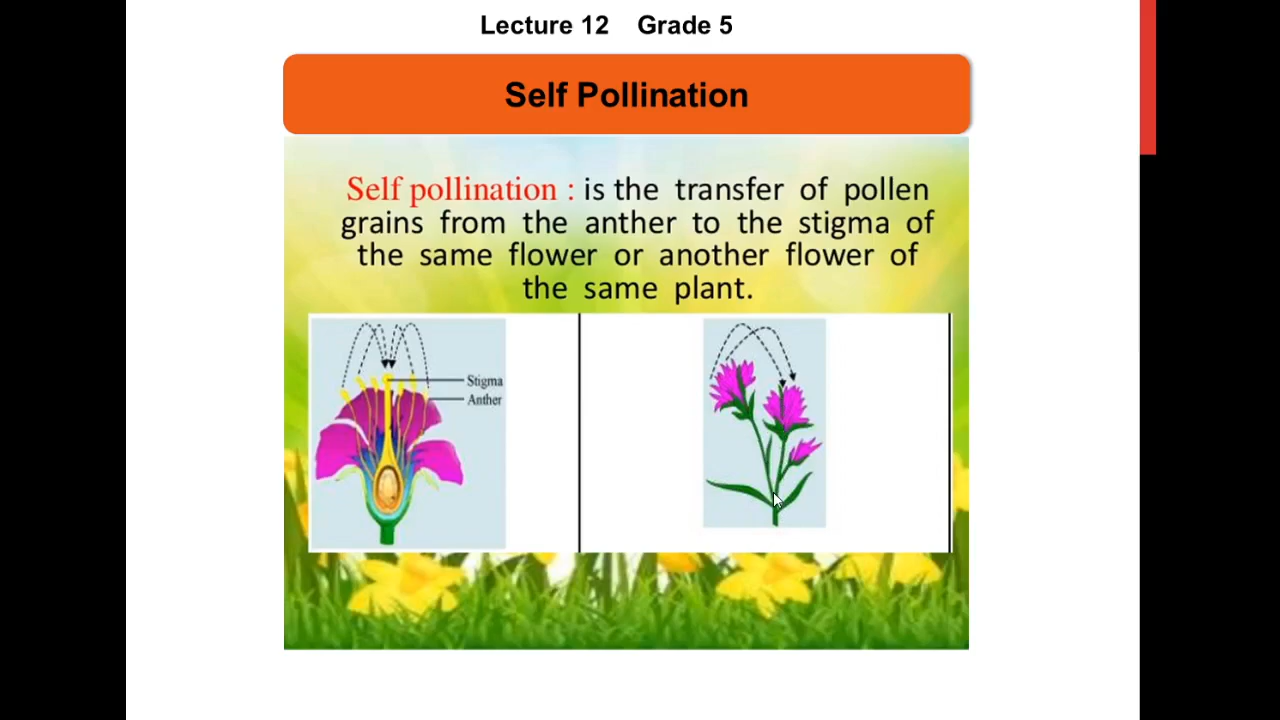 Lecture 12 Grade 5
Self Pollination
Self pollination : is the transfer of pollen
grains from the anther to the stigma of
the same flower or another flower of
the same plant.
Stigma
Anther